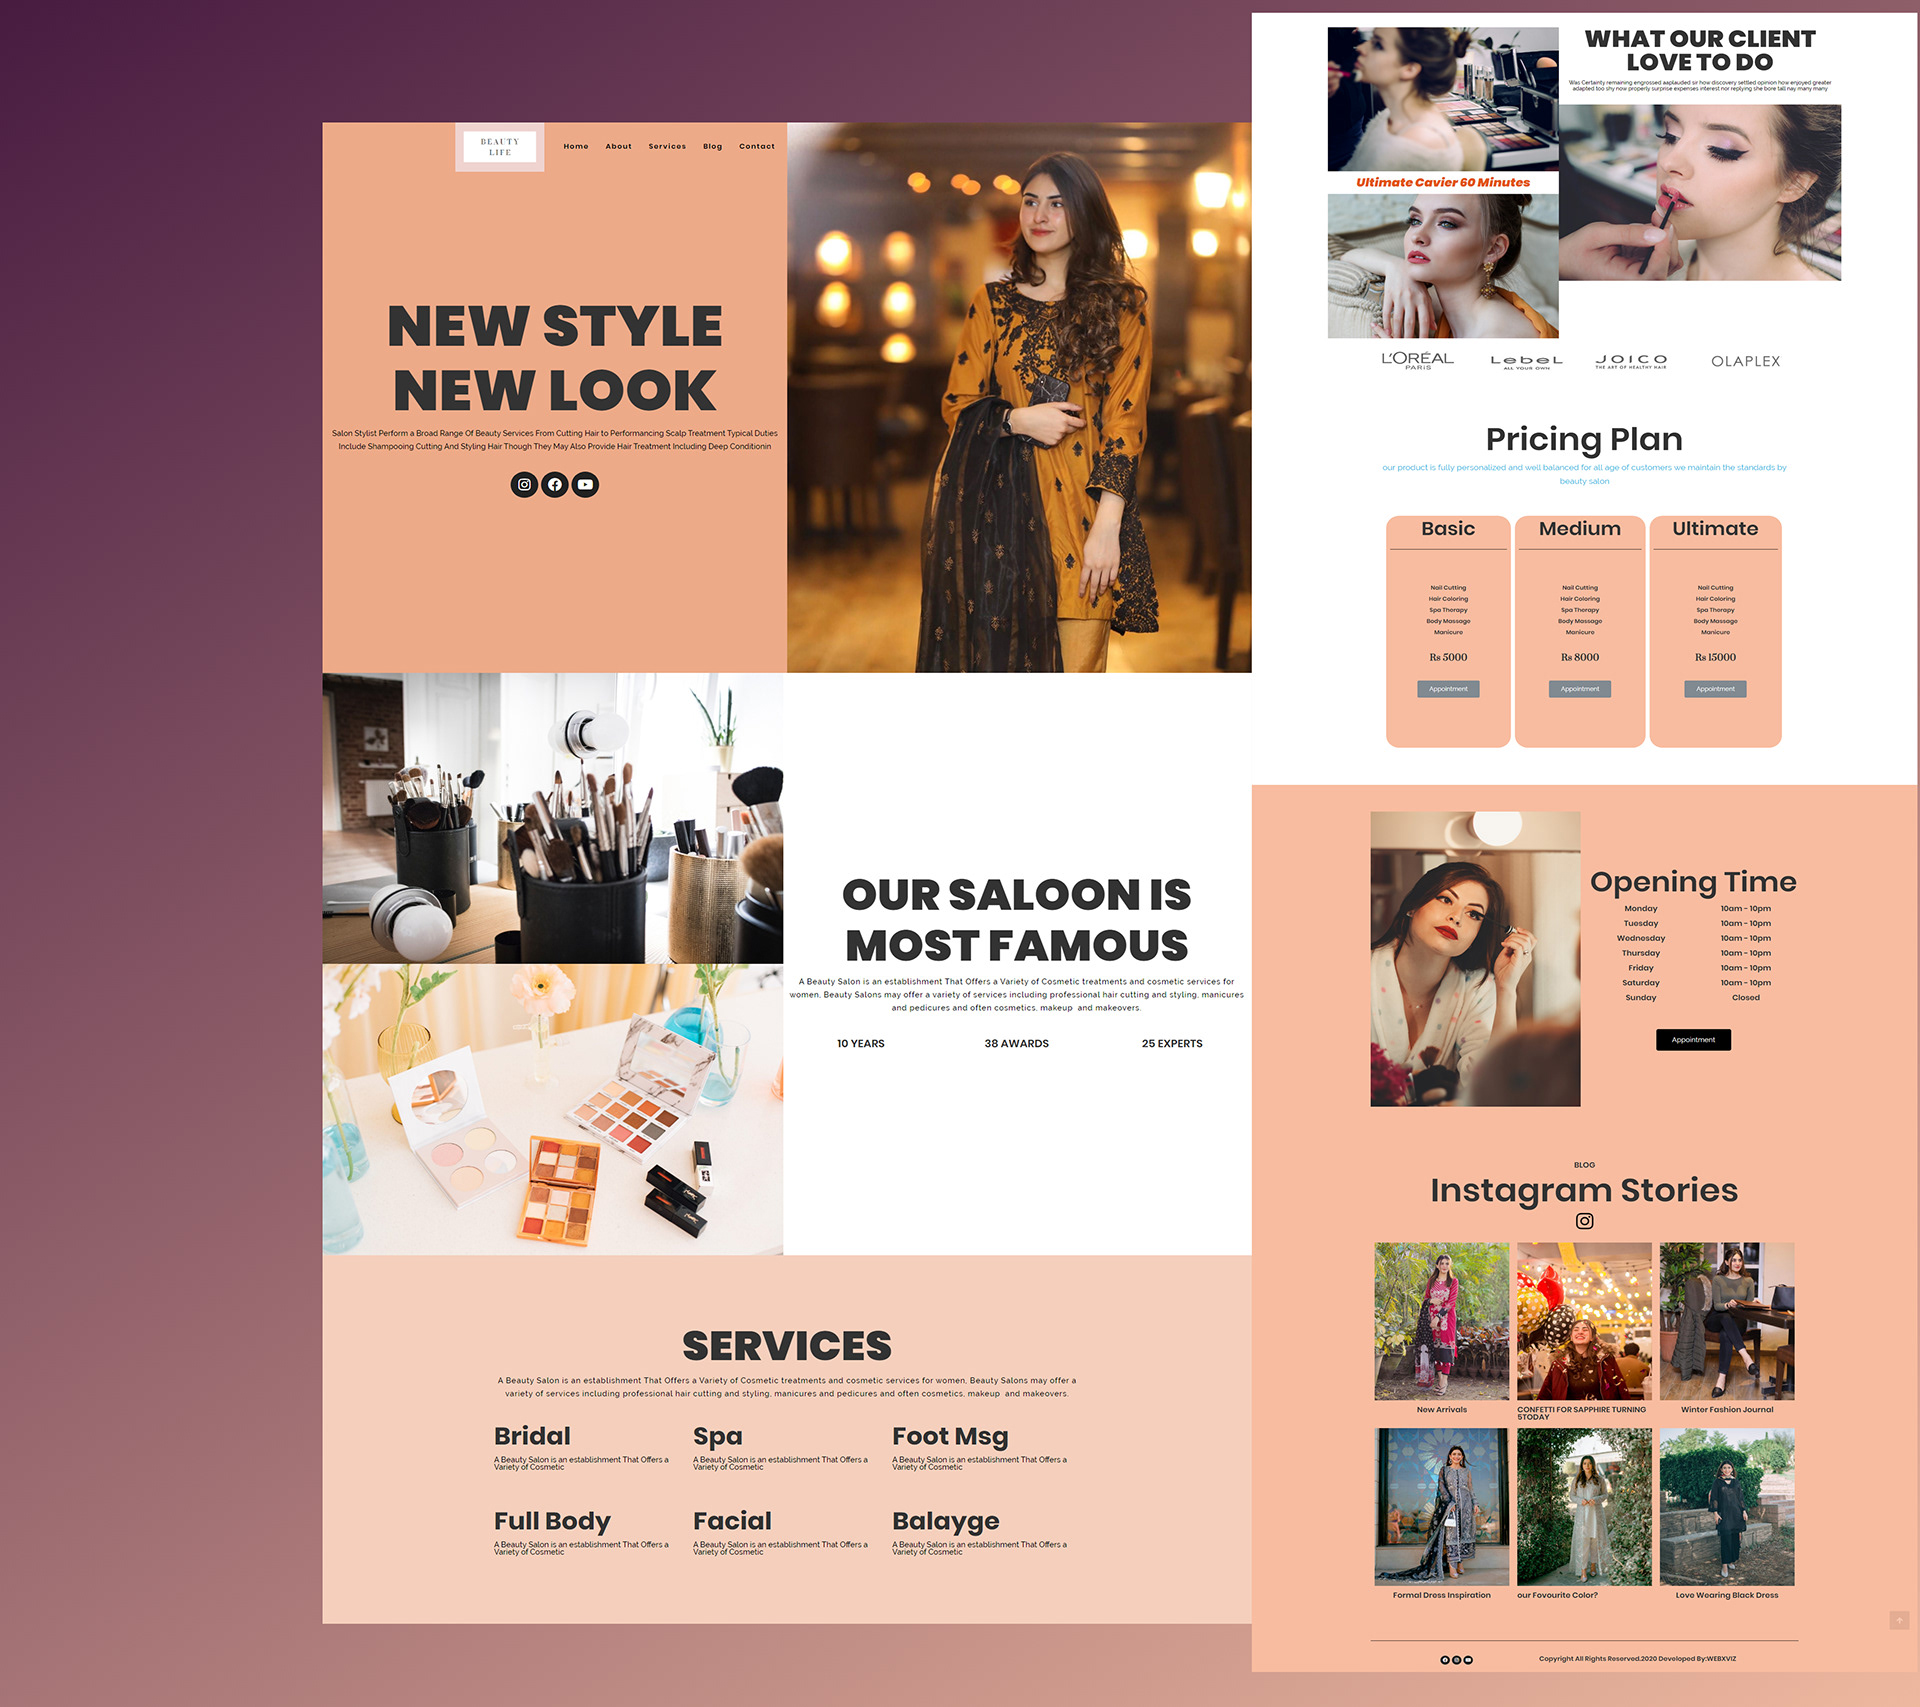 BEAUTY
LIFE
Home About Services Blog Contact
NEW STYLE
NEW LOOK
Salon Stylist Perform a Broad Range Of Beauty Services From Cutting Hair to Performancing Scalp Treatment Typical Duties
Include Shampooing Cutting And Styling Hair Though They May Also Provide Hair Treatment Including Deep Conditionin
OUR SALOON IS
MOST FAMOUS
A Beauty Salon is an establishment That Offers a Variety of Cosmetic treatments and cosmetic services for
women, Beauty Salons may offer a variety of services including professional hair cutting and styling, manicures
and pedicures and often cosmetics, makeup and makeovers.
10 YEARS 38 AWARDS 25 EXPERTS
SERVICES
A Beauty Salon is an establishment That Offers a Variety of Cosmetic treatments and cosmetic services for women, Beauty Salons may offer a
variety of services including professional hair cutting and styling, manicures and pedicures and often cosmetics, makeup and makeovers.
Bridal
A Beauty Salon is an establishment That Offers a
Variety of Cosmetic
Spa
A Beauty Salon is an establishment That Offers a
Variety of Cosmetic
Foot Msg
A Beauty Salon is an establishment That Offers a
Variety of Cosmetic
Full Body
A Beauty Salon is an establishment That Offers a
Variety of Cosmetic
Facial
A Beauty Salon is an establishment That Offers a
Variety of Cosmetic
Balayge
A Beauty Salon is an establishment That Offers a
Variety of Cosmetic
WHAT OUR CLIENT
LOVE TO DO
Was Certainty remaining engrossed aaplauded sir how discovery settled opinion how enjoyed greater
adapted too shy now properly surprise expenses interest nor replying she bore tall nay many many
Ultimate Cavier 60 Minutes
L'ORÉAL
PARIS
LebeL
ALL YOUR OWN
JOICO
THE ART OF HEALTHY HAIR
OLAPLEX
Pricing Plan
our product is fully personalized and well balanced for all age of customers we maintain the standards by
beauty salon
Basic
Nail Cutting
Hair Coloring
Spa Therapy
Body Massage
Manicure
Rs 5000
Appointment
Medium
Nail Cutting
Hair Coloring
Spa Therapy
Body Massage
Manicure
Rs 8000
Appointment
Ultimate
Nail Cutting
Hair Coloring
Spa Therapy
Body Massage
Manicure
Rs 15000
Appointment
Opening Time
Monday 10am - 10pm
Tuesday 10am - 10pm
Wednesday 10am - 10pm
Thursday 10am - 10pm
Friday 10am - 10pm
Saturday 10am - 10pm
Sunday Closed
Appointment
BLOG
Instagram Stories
New Arrivals
CONFETTI FOR SAPPHIRE TURNING
5TODAY
Winter Fashion Journal
Formal Dress Inspiration
our Fovourite Color?
Love Wearing Black Dress
Copyright All Rights Reserved.2020 Developed By:WEBXVIZ